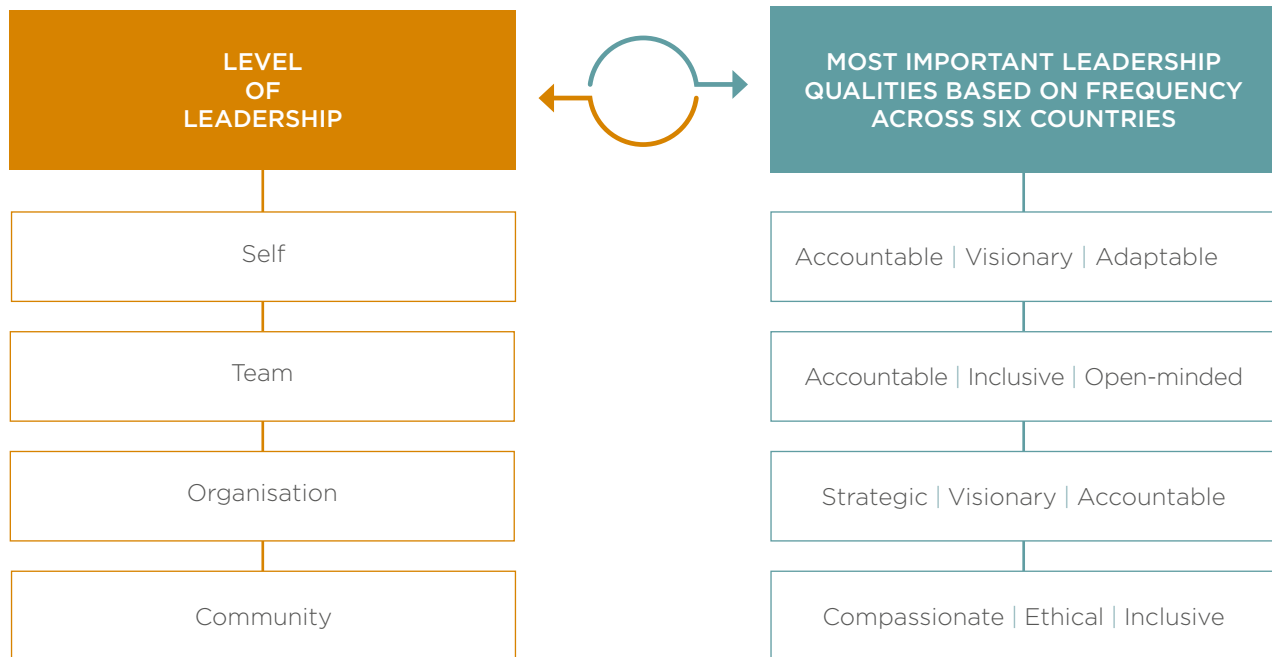 LEVEL
OF
LEADERSHIP
MOST IMPORTANT LEADERSHIP
QUALITIES BASED ON FREQUENCY
ACROSS SIX COUNTRIES
Self
Accountable | Visionary | Adaptable
Team
Accountable | Inclusive | Open-minded
Organisation
Strategic | Visionary | Accountable
Community
Compassionate | Ethical | Inclusive